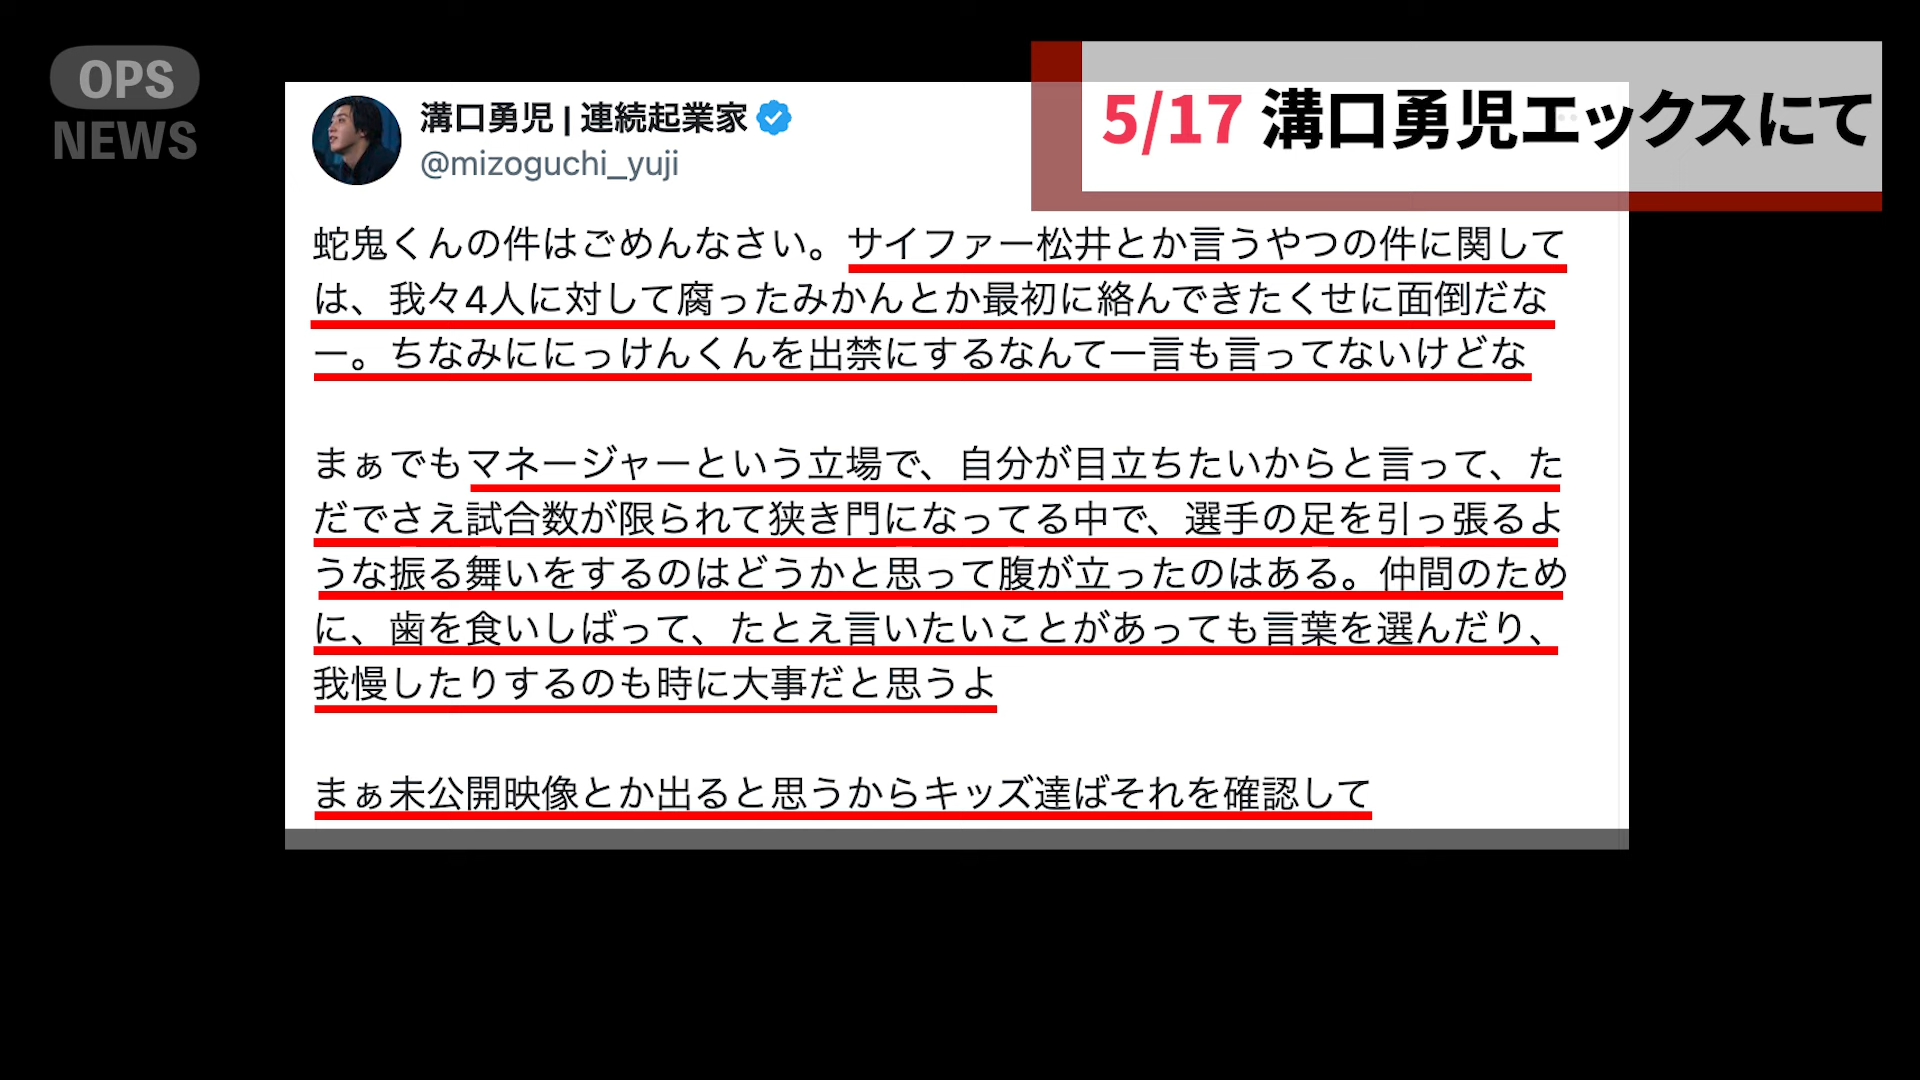 OPS
NEWS
5/17 溝口勇児エックスにて
溝口勇児 | 連続起業家
@mizoguchi_yuji
蛇鬼くんの件はごめんなさい。サイファー松井とか言うやつの件に関して
は、我々4人に対して腐ったみかんとか最初に絡んできたくせに面倒だな
ー。ちなみににっけんくんを出禁にするなんて一言も言ってないけどな
まぁでもマネージャーという立場で、自分が目立ちたいからと言って、た
だでさえ試合数が限られて狭き門になってる中で、選手の足を引っ張るよ
うな振る舞いをするのはどうかと思って腹が立ったのはある。仲間のため
に、歯を食いしばって、たとえ言いたいことがあっても言葉を選んだり、
我慢したりするのも時に大事だと思うよ
まぁ未公開映像とか出ると思うからキッズ達ばそれを確認して